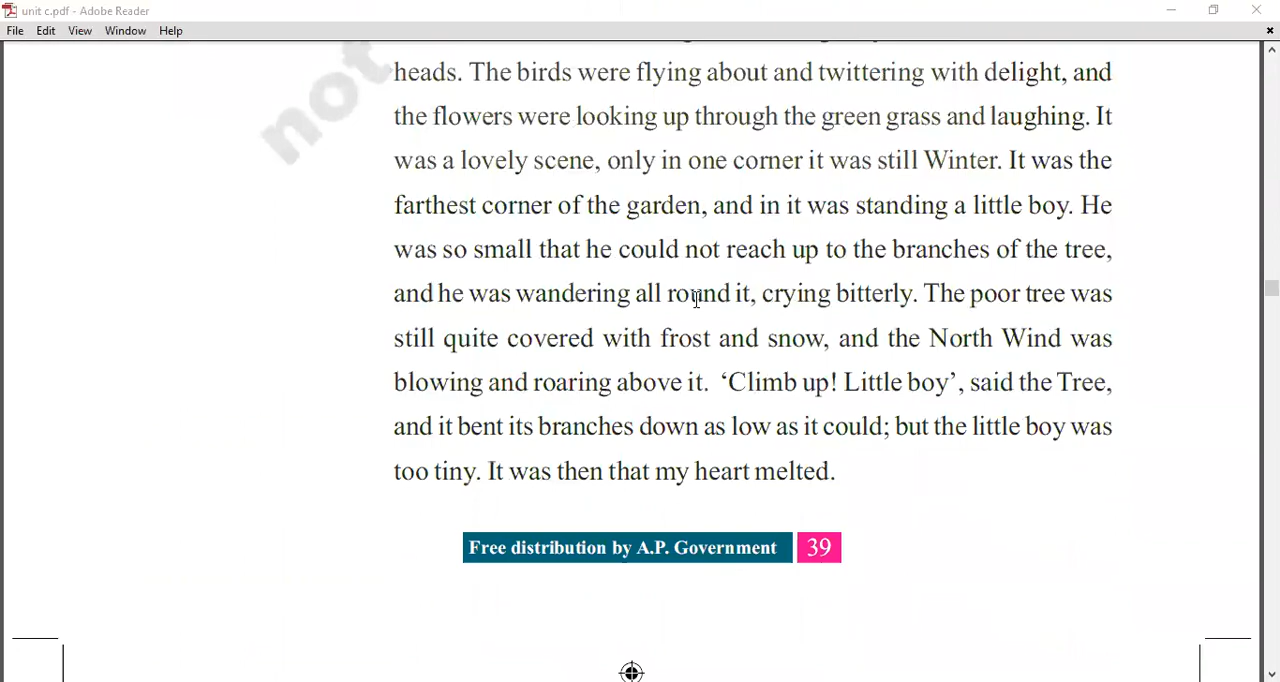 unit c.pdf - Adobe Reader
File Edit View Window Help
not
heads. The birds were flying about and twittering with delight, and
the flowers were looking up through the green grass and laughing. It
was a lovely scene, only in one corner it was still Winter. It was the
farthest corner of the garden, and in it was standing a little boy. He
was so small that he could not reach up to the branches of the tree,
and he was wandering all round it, crying bitterly. The poor tree was
still quite covered with frost and snow, and the North Wind was
blowing and roaring above it. ‘Climb up! Little boy’, said the Tree,
and it bent its branches down as low as it could; but the little boy was
too tiny. It was then that my heart melted.
Free distribution by A.P. Government 39